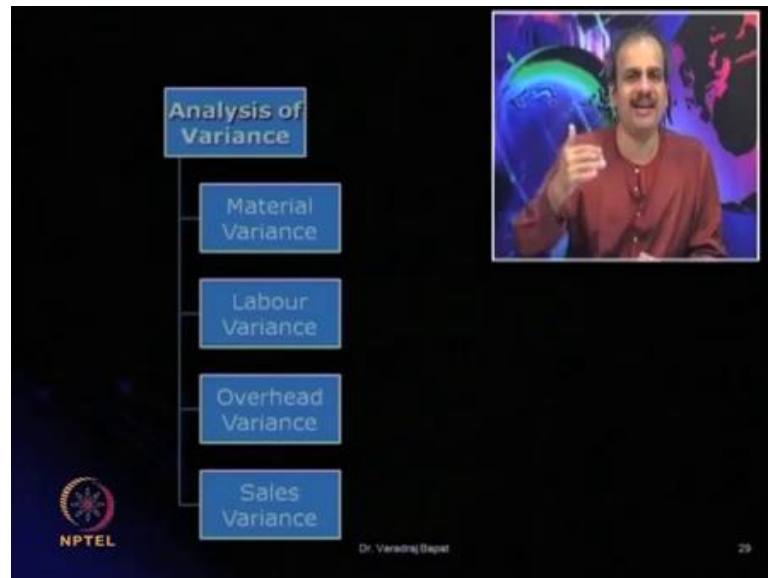 Analysis of
Variance
Material
Variance
Labour
Variance
Overhead
Variance
Sales
Variance
NPTEL
Dr. Varadraj Bapat
29